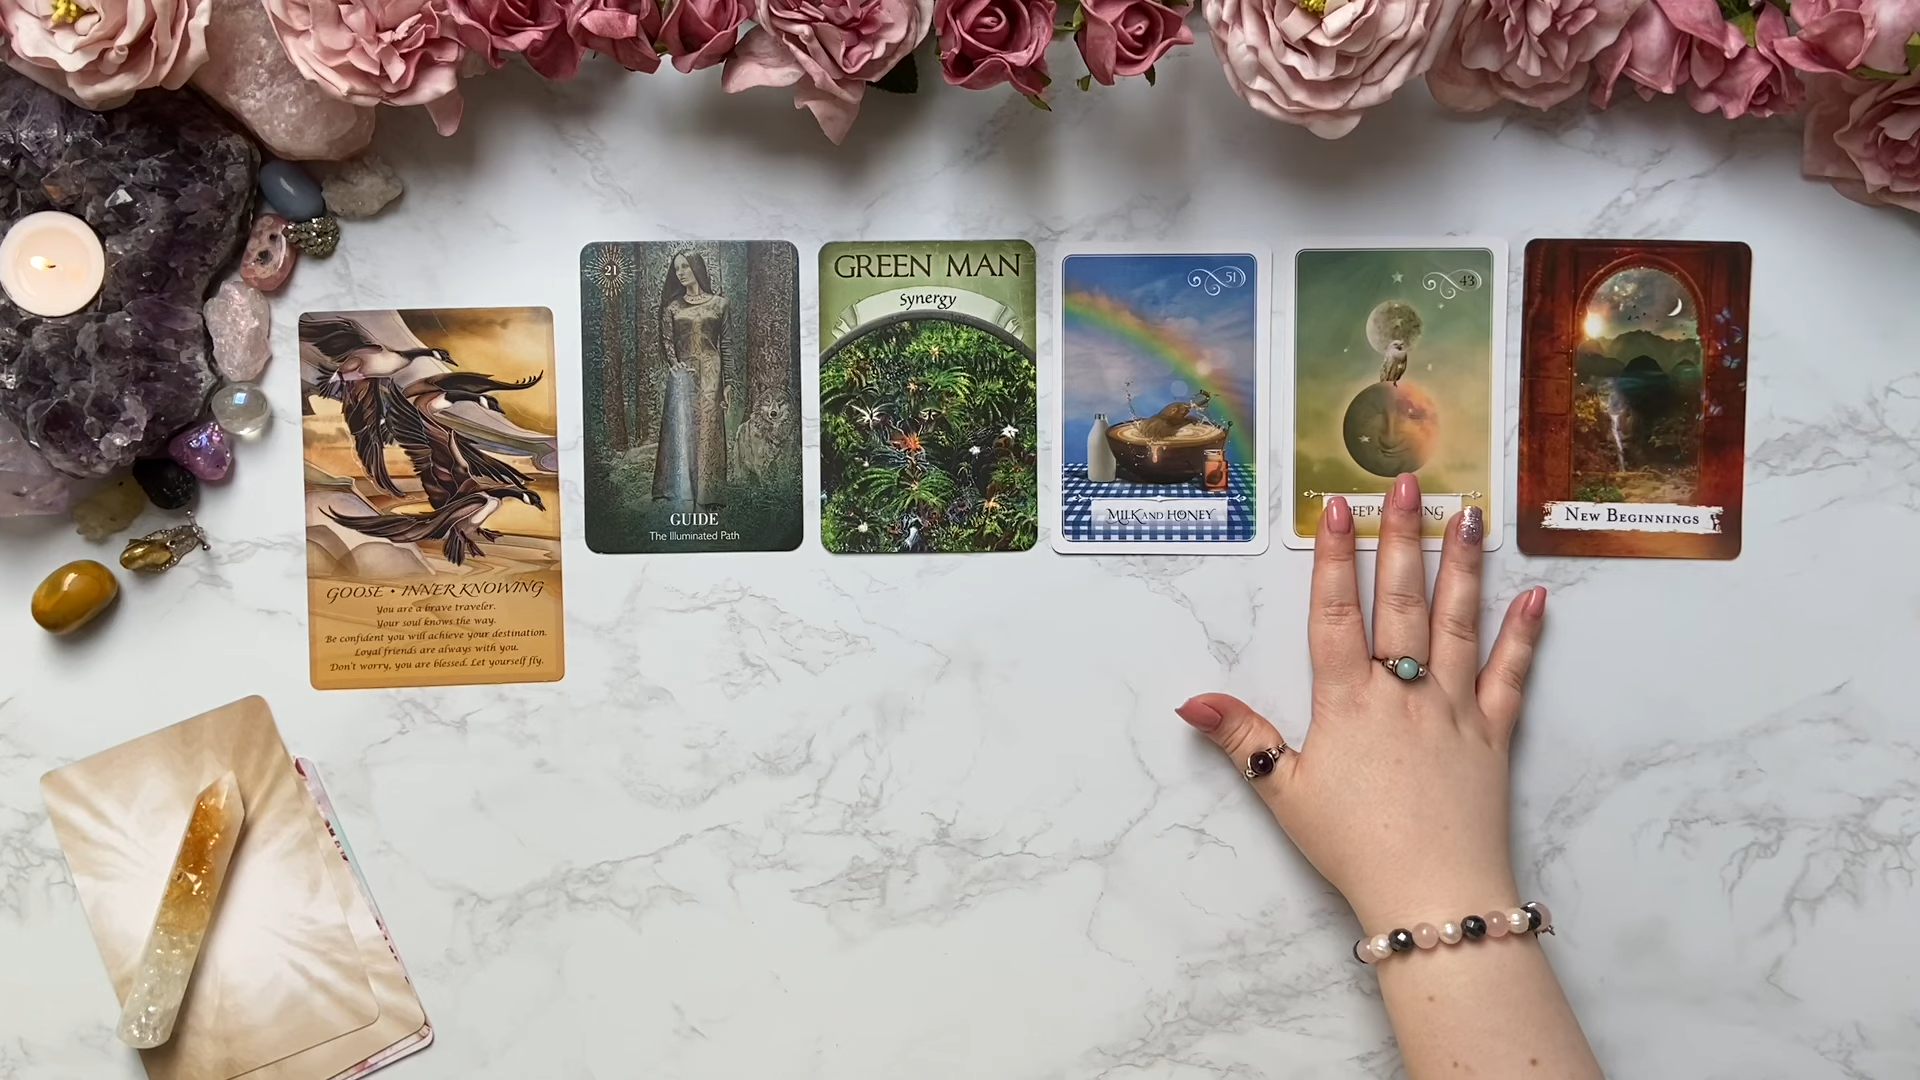 GOOSE • INNER KNOWING
You are a brave traveler.
Your soul knows the way.
Be confident you will achieve your destination.
Loyal friends are always with you.
Don't worry, you are blessed. Let yourself fly.
21
GUIDE
The Illuminated Path
GREEN MAN
Synergy
51
MILK AND HONEY
43
DEEP
NEW BEGINNINGS